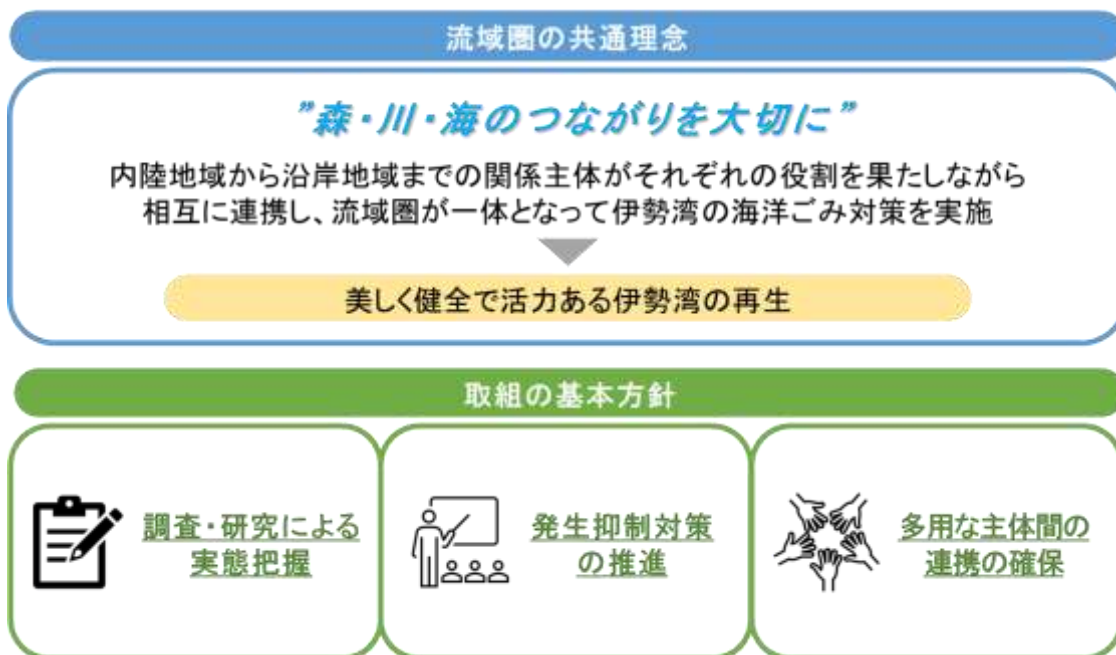 流域圏の共通理念
”森・川・海のつながりを大切に”
内陸地域から沿岸地域までの関係主体がそれぞれの役割を果たしながら
相互に連携し、流域圏が一体となって伊勢湾の海洋ごみ対策を実施
美しく健全で活力ある伊勢湾の再生
取組の基本方針
調査・研究による
実態把握
発生抑制対策
の推進
多用な主体間の
連携の確保